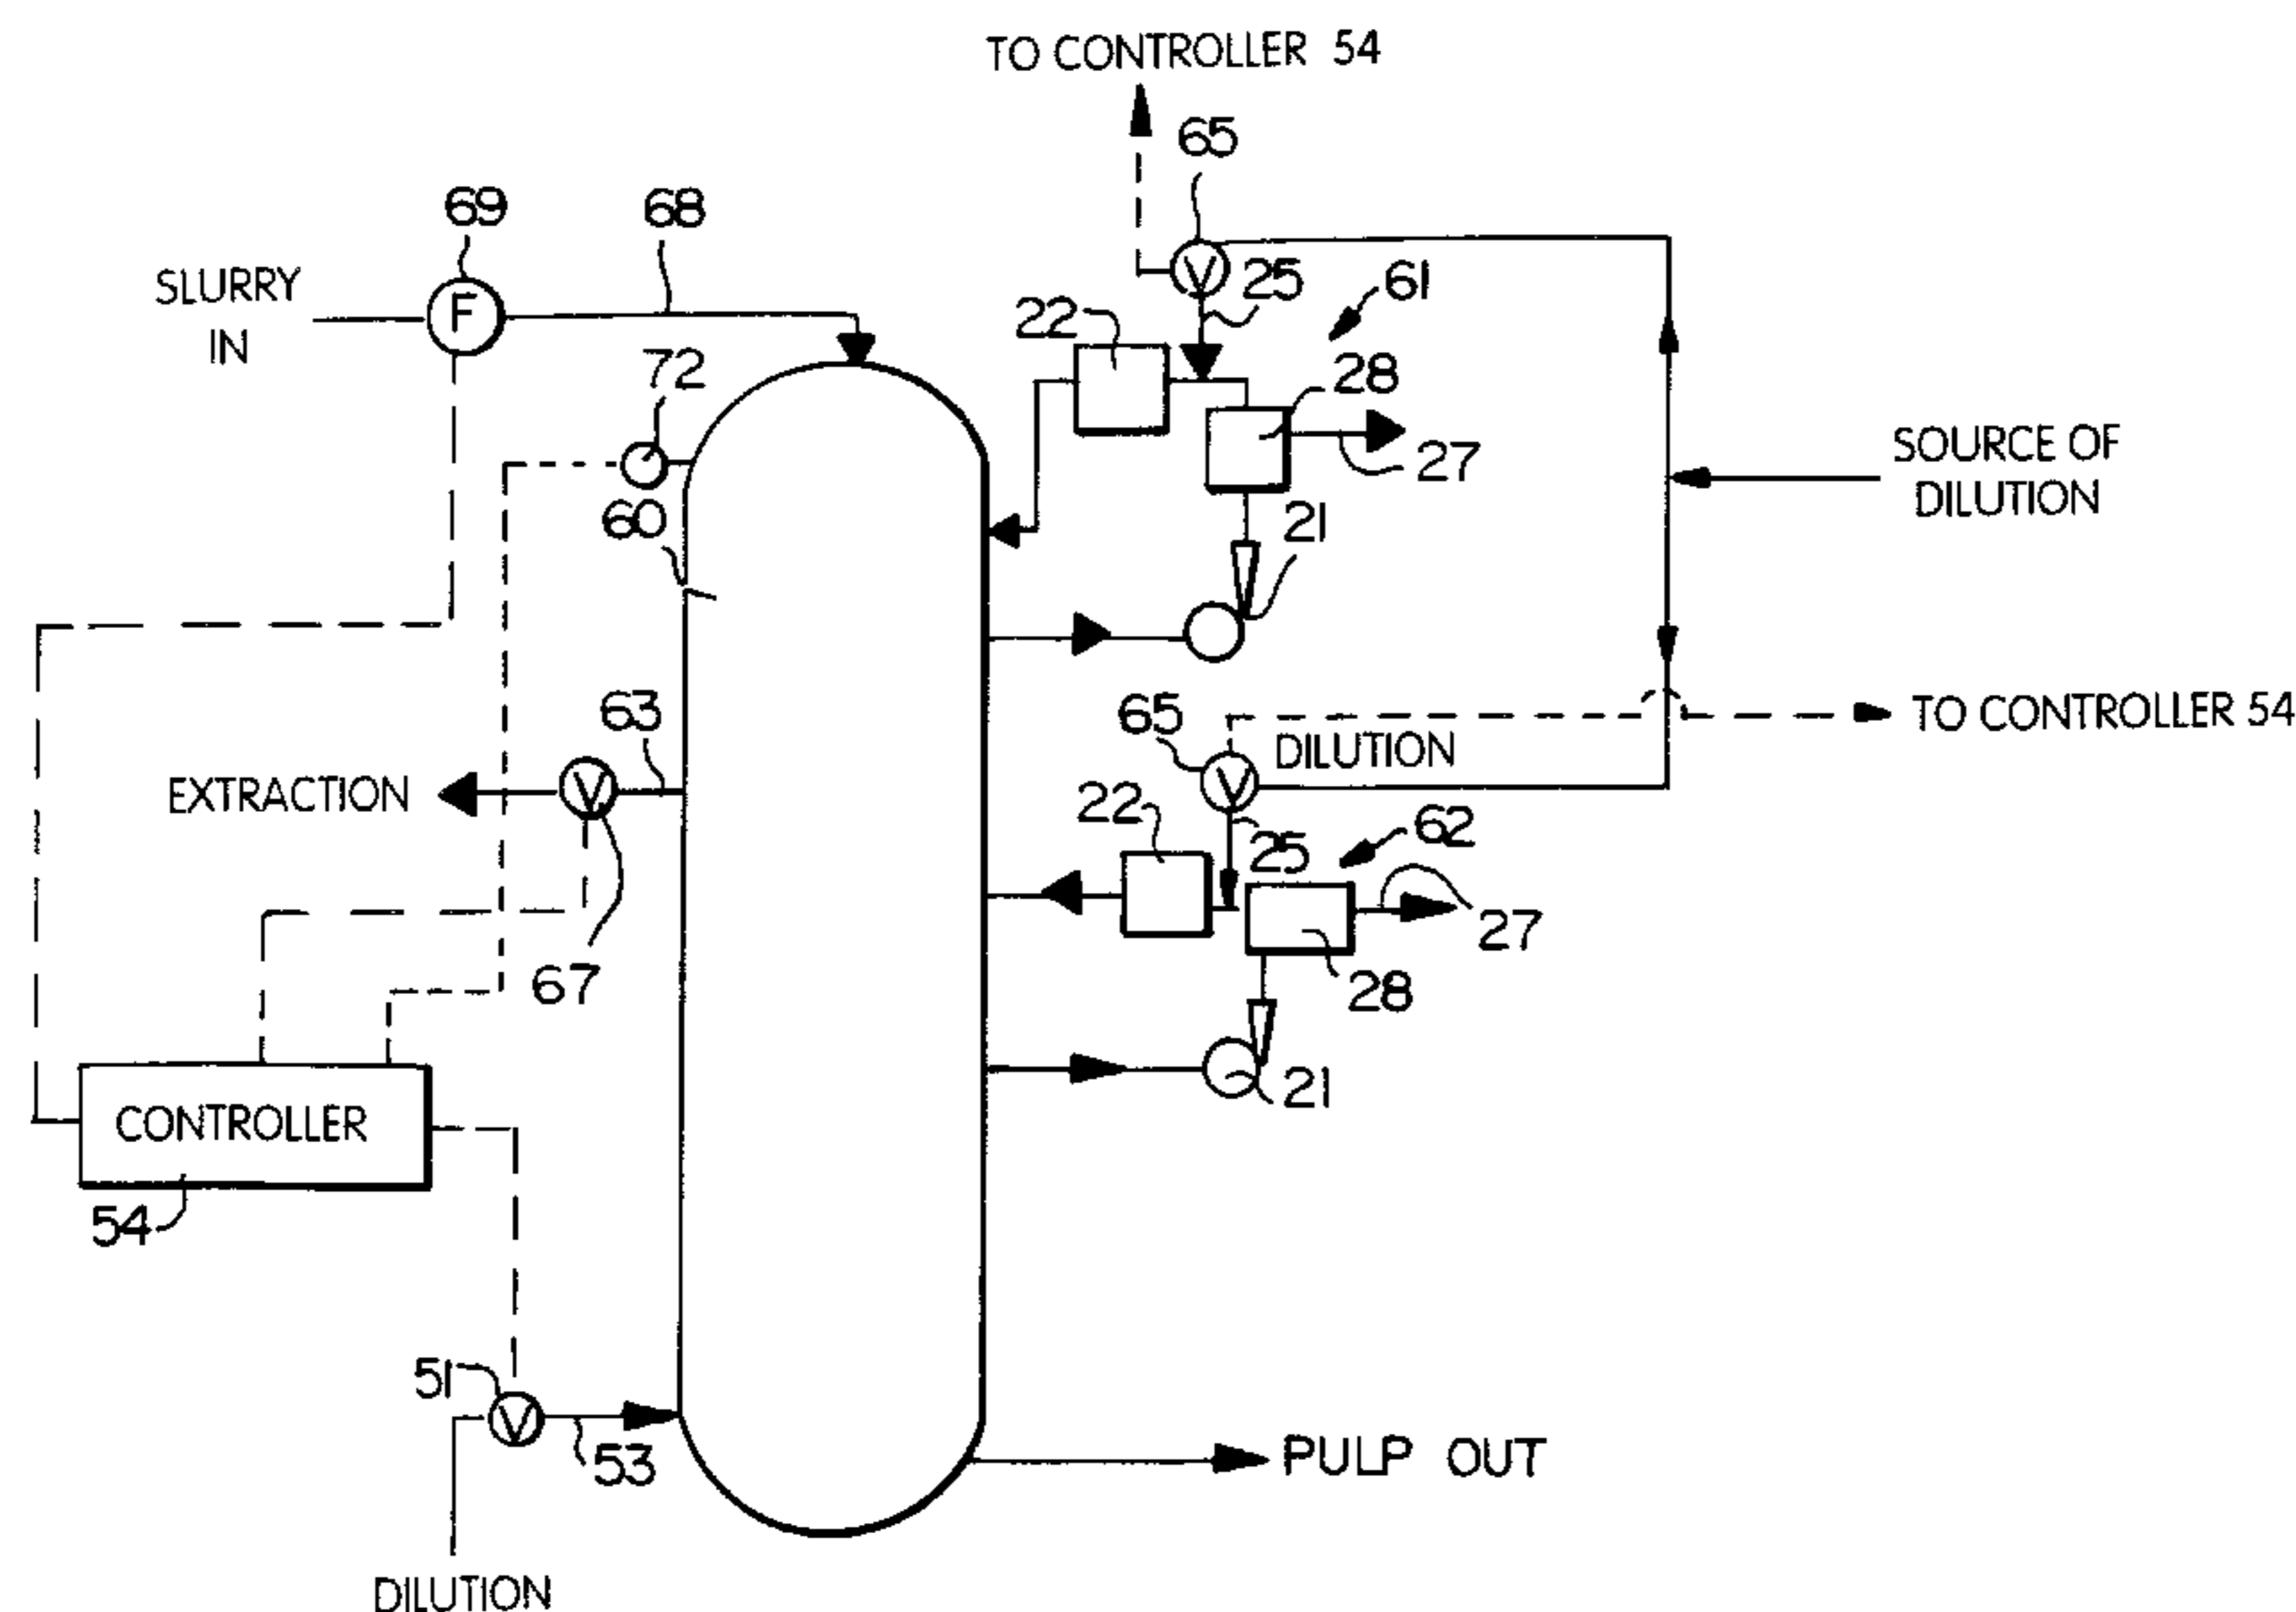 TO CONTROLLER 54
65
69
68
SLURRY
IN
F
V
25
61
22
28
72
27
SOURCE OF
DILUTION
60
21
63
65
TO CONTROLLER 54
DILUTION
EXTRACTION
V
V
22
25
62
27
67
28
CONTROLLER
21
54
51
V
53
PULP OUT
DILUTION